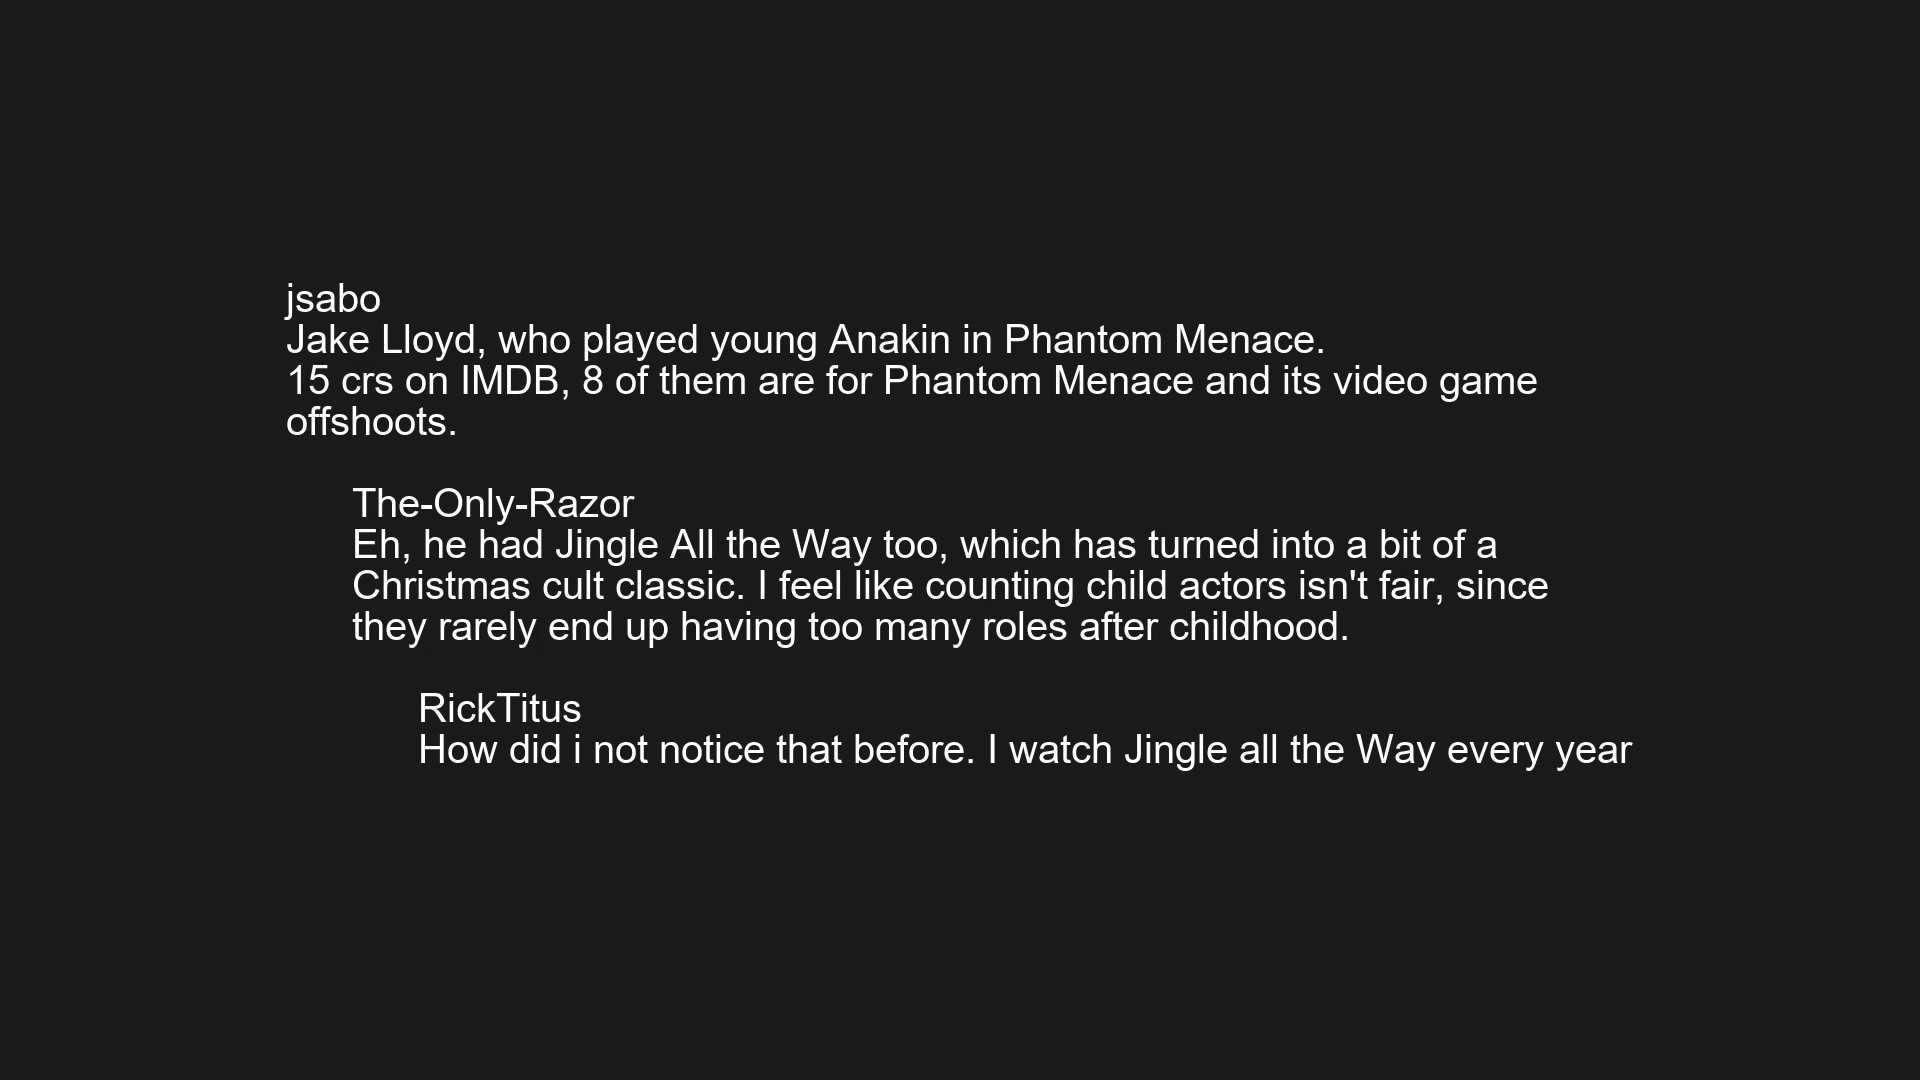 jsabo
Jake Lloyd, who played young Anakin in Phantom Menace.
15 crs on IMDB, 8 of them are for Phantom Menace and its video game
offshoots.
The-Only-Razor
Eh, he had Jingle All the Way too, which has turned into a bit of a
Christmas cult classic. I feel like counting child actors isn't fair, since
they rarely end up having too many roles after childhood.
RickTitus
How did i not notice that before. I watch Jingle all the Way every year